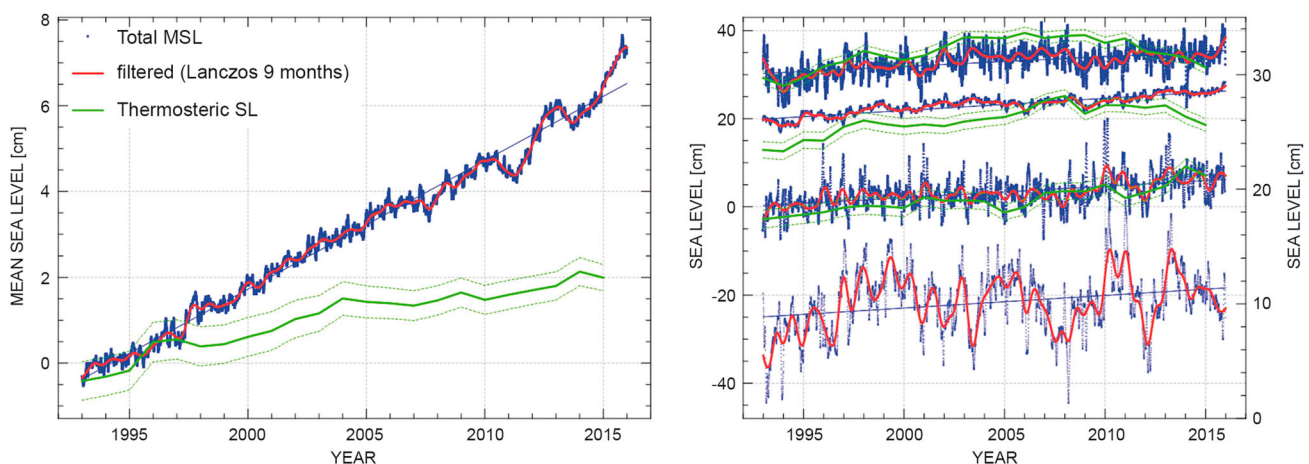 Total MSL
filtered (Lanczos 9 months)
Thermosteric SL
MEAN SEA LEVEL [cm]
8
6
4
2
0
1995 2000 2005 2010 2015
YEAR
SEA LEVEL [cm]
40
20
0
-20
-40
1995 2000 2005 2010 2015
YEAR
30
20
10
0
SEA LEVEL [cm]